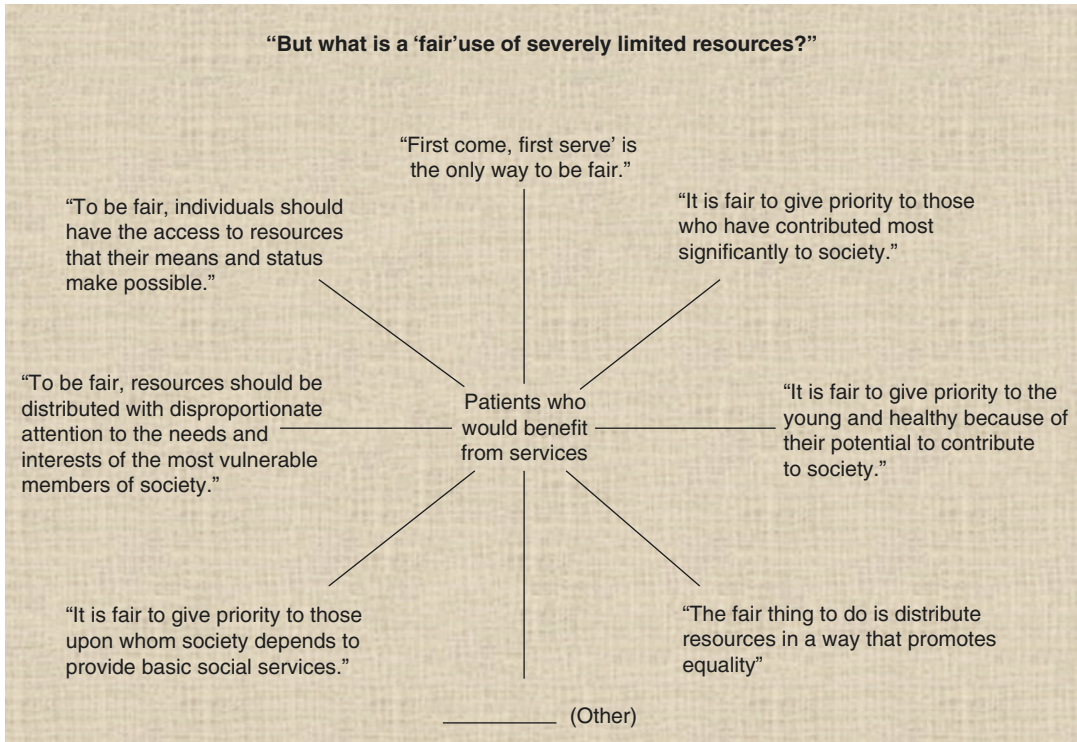 “But what is a ‘fair’use of severely limited resources?”
“First come, first serve’ is
the only way to be fair.”
“To be fair, individuals should
have the access to resources
that their means and status
make possible.”
“It is fair to give priority to those
who have contributed most
significantly to society.”
“To be fair, resources should be
distributed with disproportionate
attention to the needs and
interests of the most vulnerable
members of society.”
Patients who
would benefit
from services
“It is fair to give priority to the
young and healthy because of
their potential to contribute
to society.”
“It is fair to give priority to those
upon whom society depends to
provide basic social services.”
“The fair thing to do is distribute
resources in a way that promotes
equality”
__________ (Other)